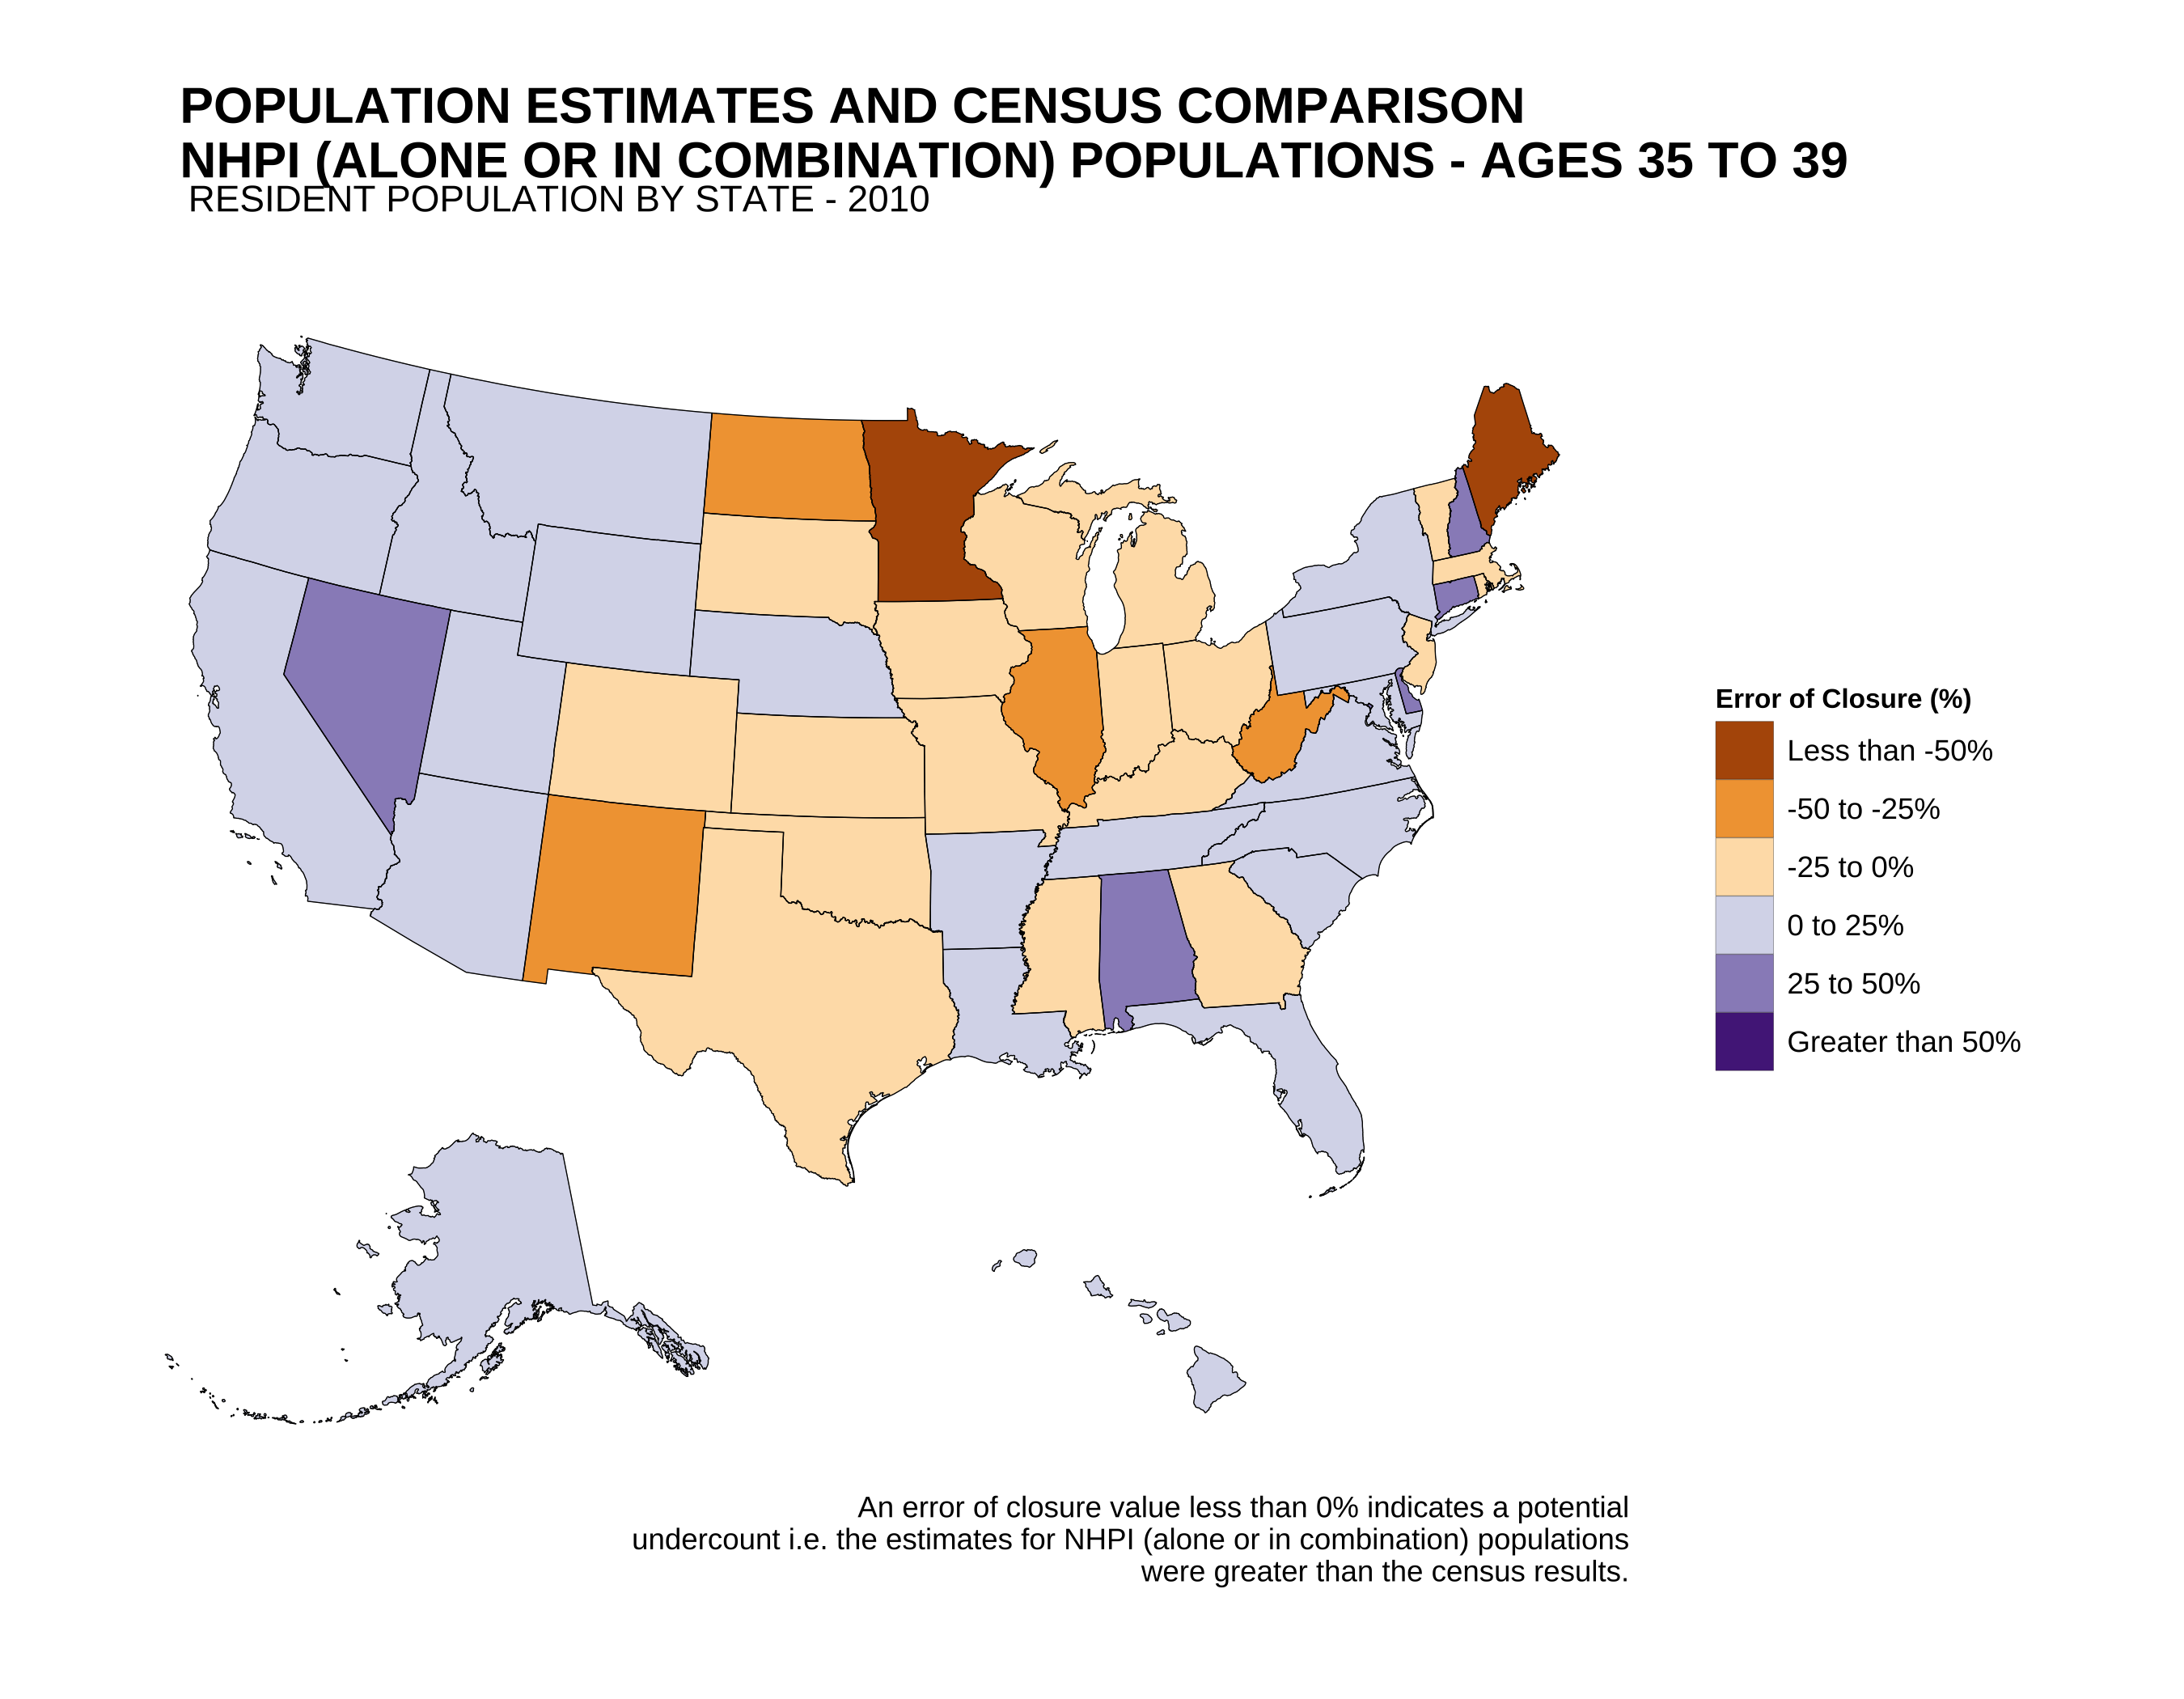 POPULATION ESTIMATES AND CENSUS COMPARISON
NHPI (ALONE OR IN COMBINATION) POPULATIONS - AGES 35 TO 39
RESIDENT POPULATION BY STATE - 2010
Error of Closure (%)
Less than -50%
-50 to -25%
-25 to 0%
0 to 25%
25 to 50%
Greater than 50%
An error of closure value less than 0% indicates a potential
undercount i.e. the estimates for NHPI (alone or in combination) populations
were greater than the census results.